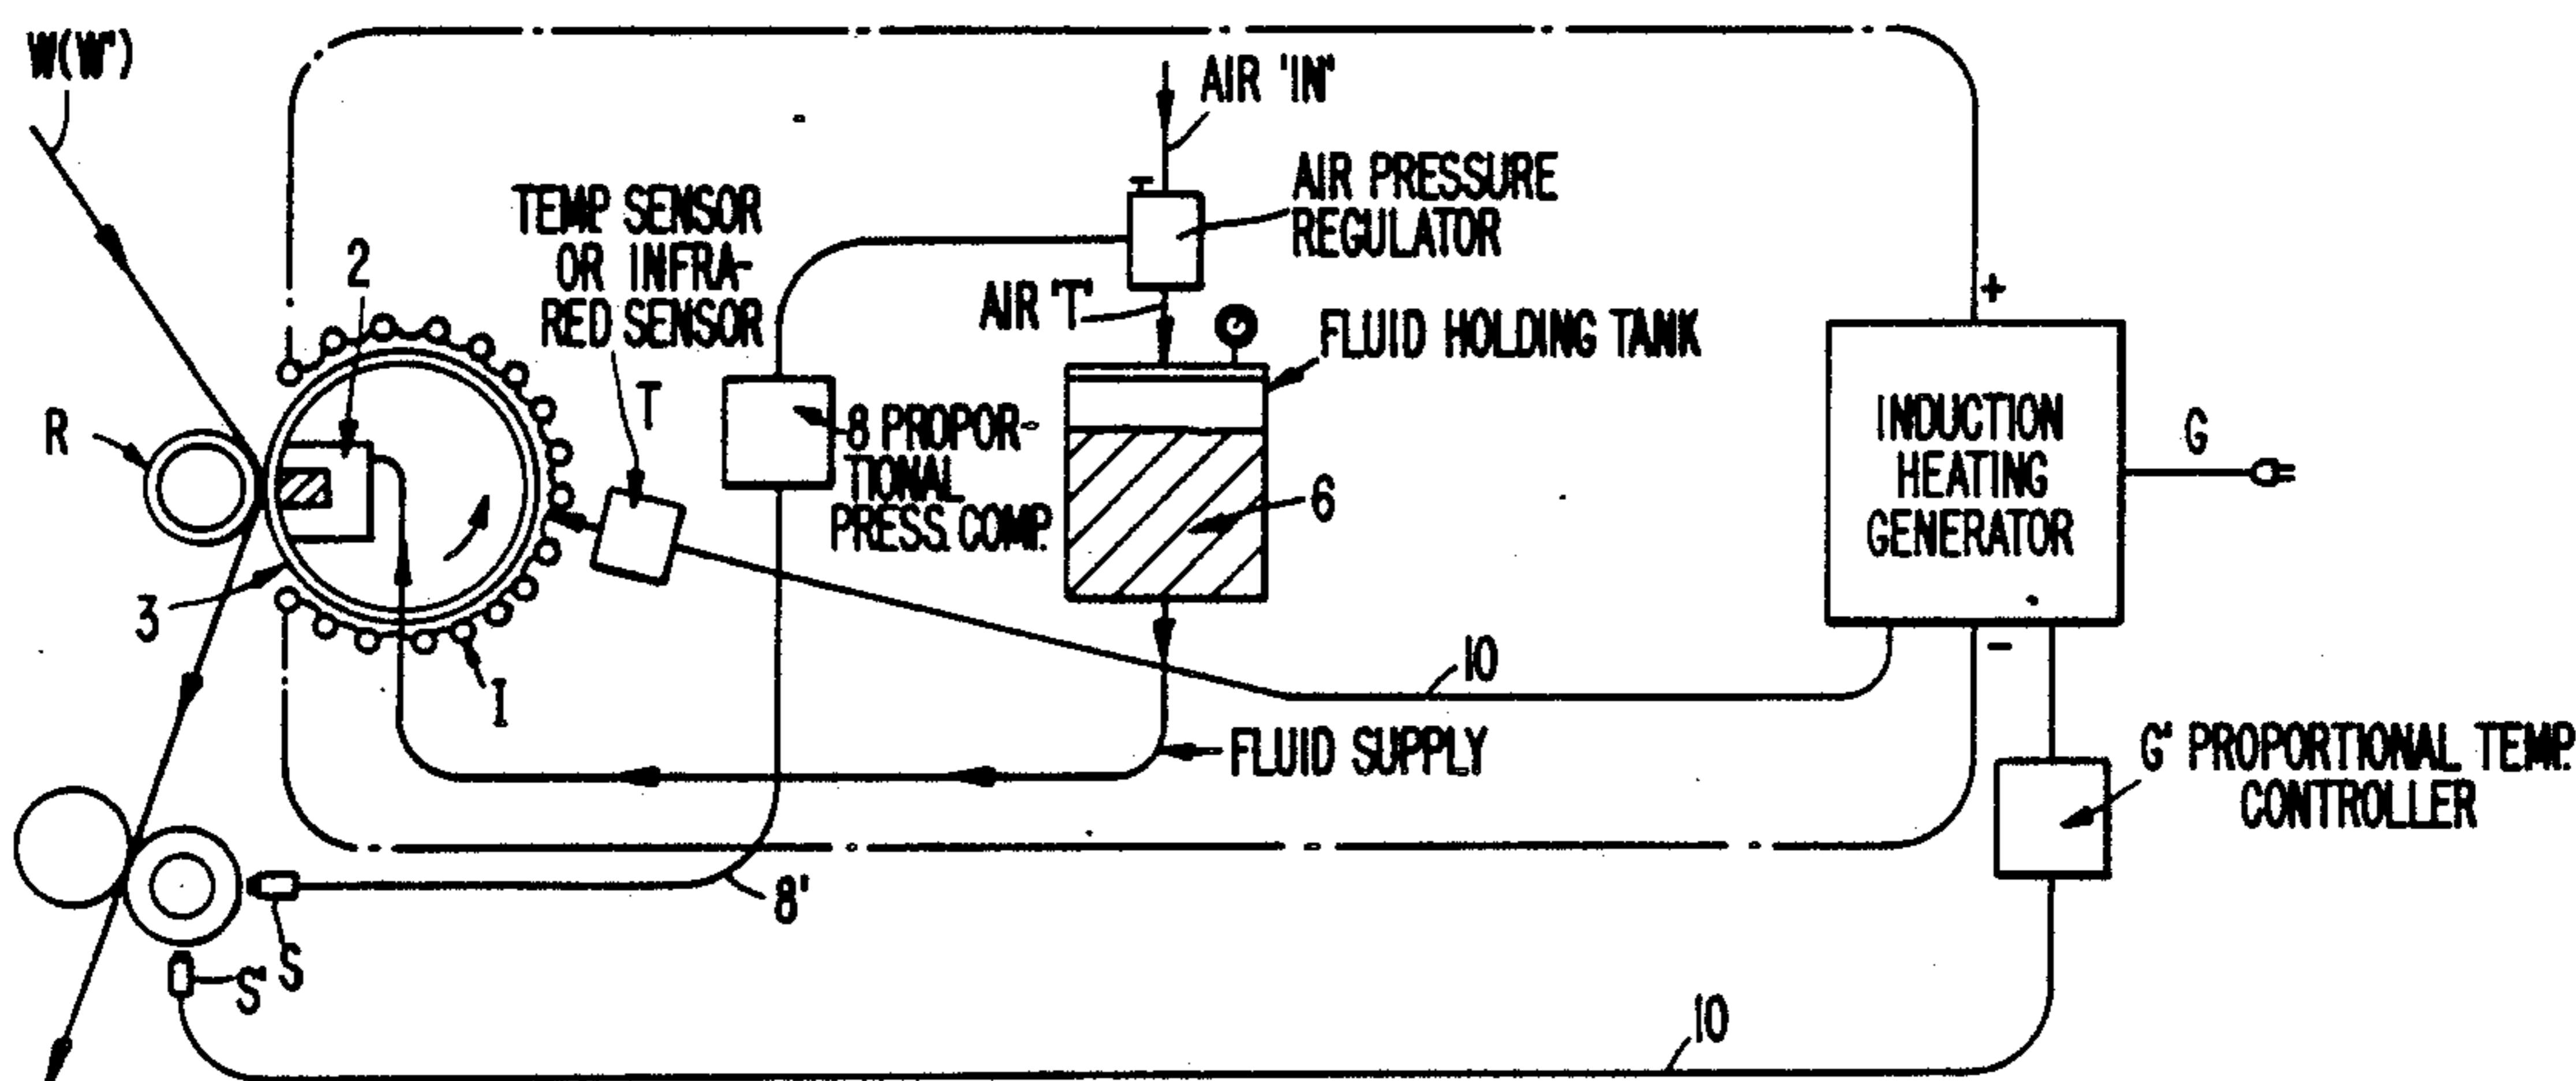 W(W')
AIR 'IN'
AIR PRESSURE
REGULATOR
TEMP SENSOR
OR INFRA-
RED SENSOR
2
AIR 'T'
FLUID HOLDING TANK
+
R
T
8 PROPOR-
TIONAL
PRESS. COMP.
6
INDUCTION
HEATING
GENERATOR
G
3
I
10
-
FLUID SUPPLY
G' PROPORTIONAL TEMP.
CONTROLLER
8'
S
S'
10